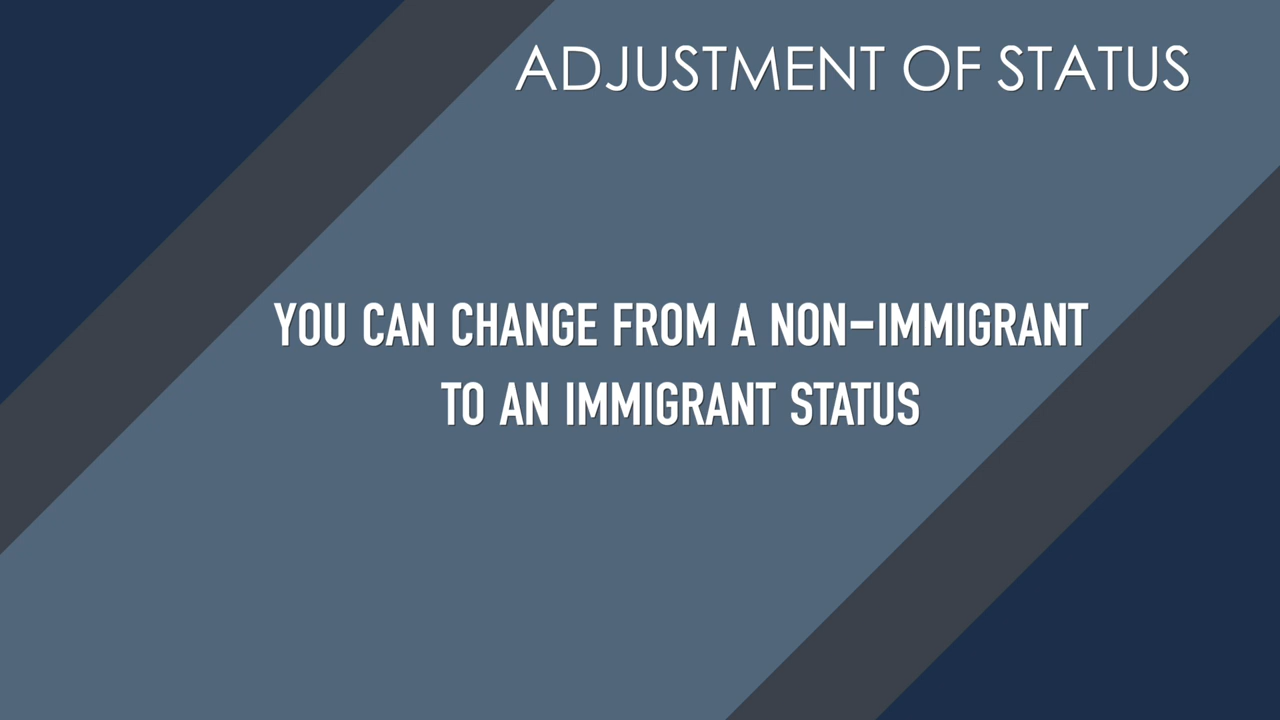 ADJUSTMENT OF STATUS
YOU CAN CHANGE FROM A NON-IMMIGRANT
TO AN IMMIGRANT STATUS